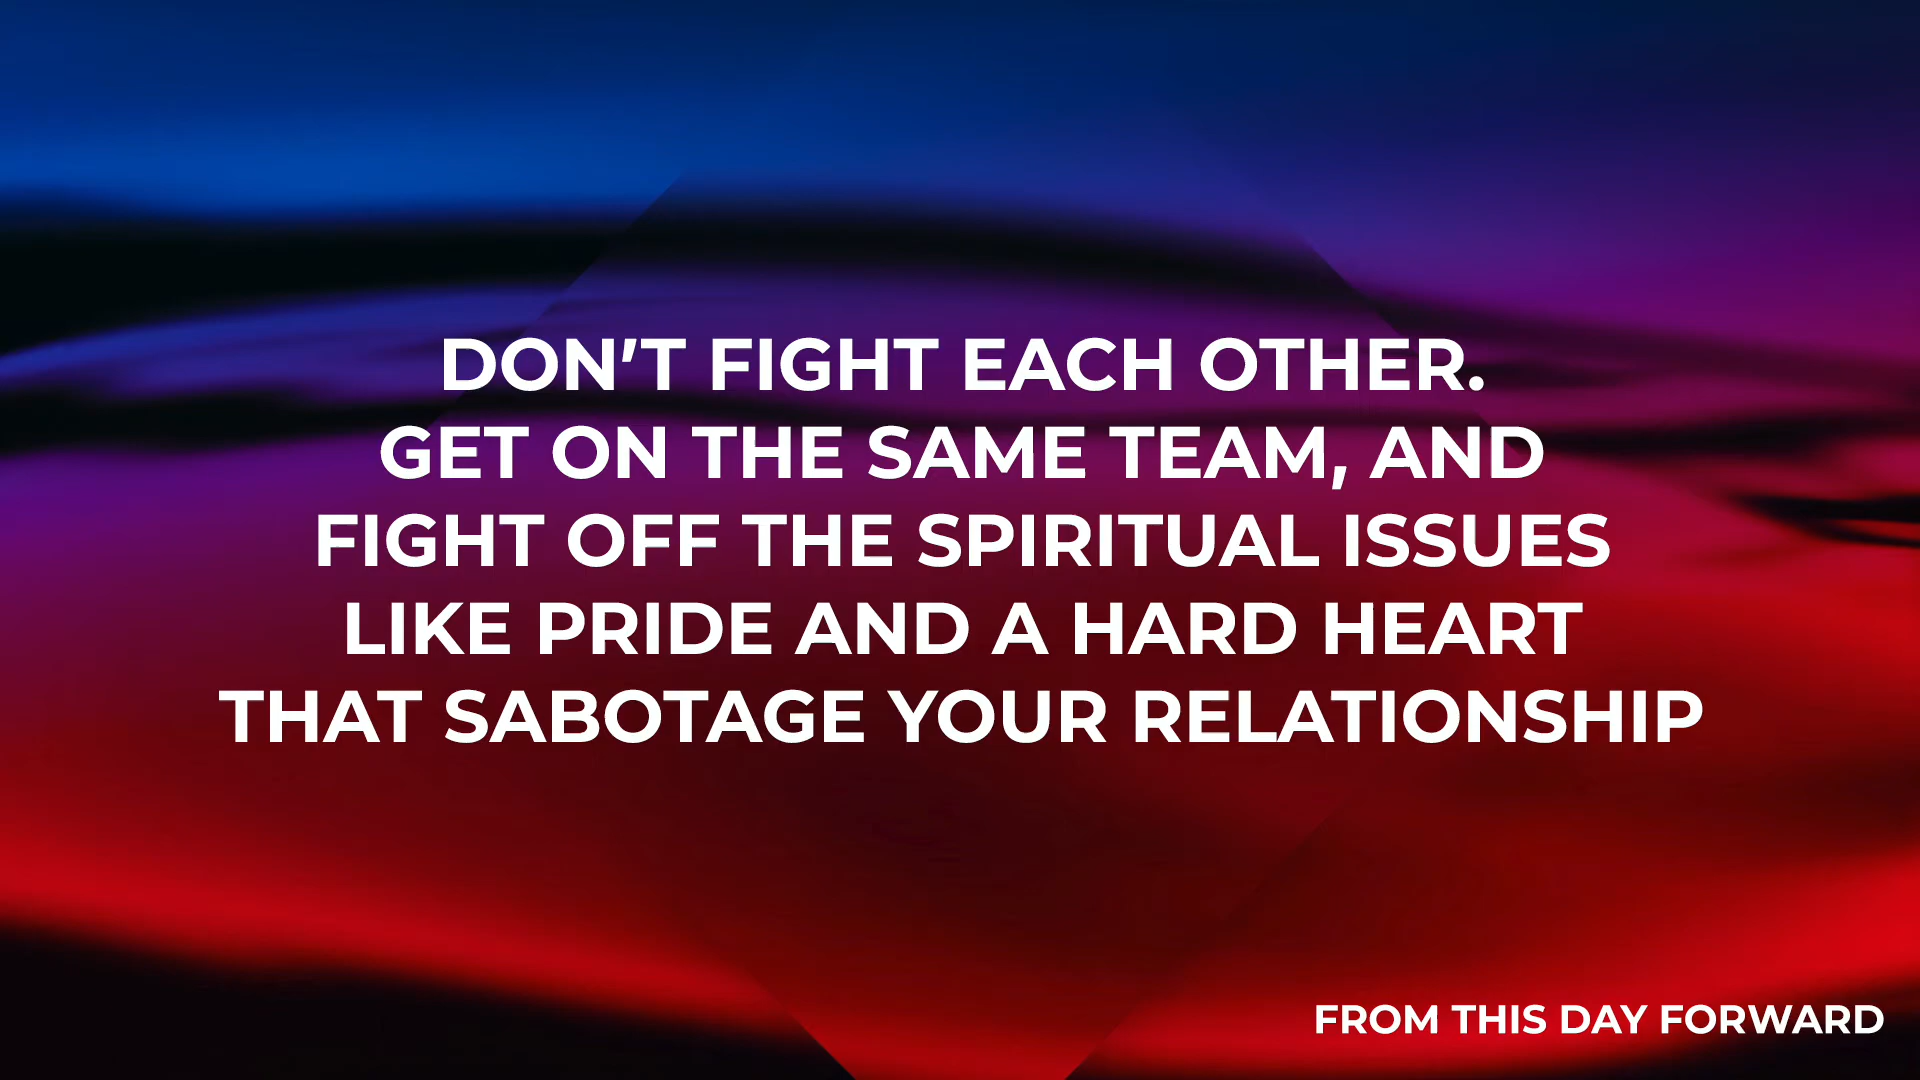 DON'T FIGHT EACH OTHER.
GET ON THE SAME TEAM, AND
FIGHT OFF THE SPIRITUAL ISSUES
LIKE PRIDE AND A HARD HEART
THAT SABOTAGE YOUR RELATIONSHIP
FROM THIS DAY FORWARD